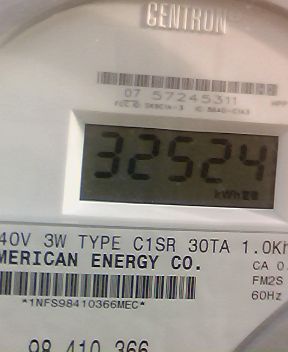 CENTRON
07 57245311
32524
kWh
40V 3W TYPE C1SR 30TA 1.0Kh
MERICAN ENERGY CO.
CA 0.
FM2S
*1NFS98410366MEC*
60Hz
98 410 366